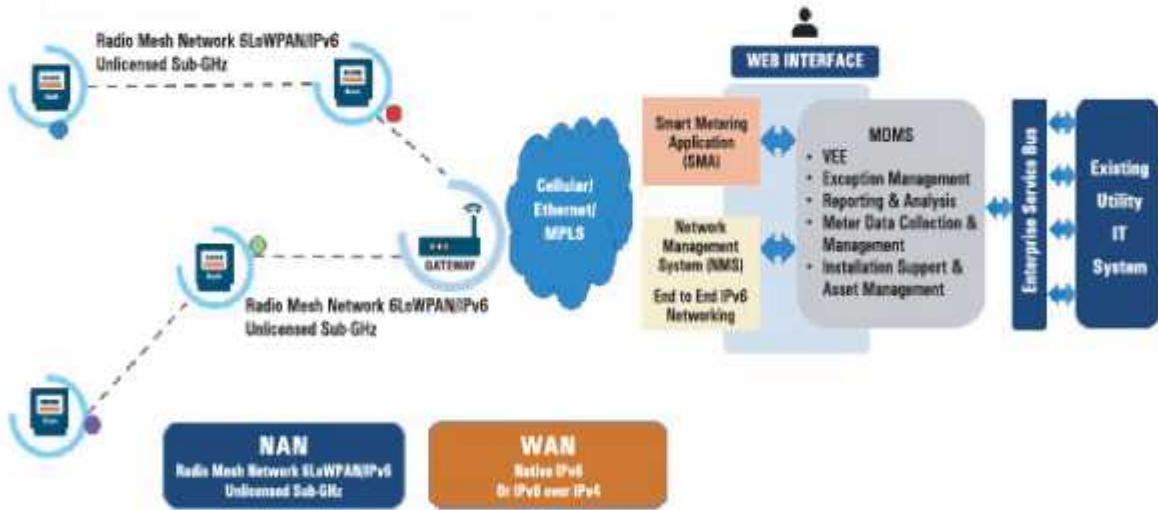 Radio Mesh Network 6LoWPAN/IPv6
Unlicensed Sub-GHz
WEB INTERFACE
Smart Metering
Application
(SMA)
Cellular/
Ethernet/
MPLS
GATEWAY
Network
Management
System (NMS)
End to End IPv6
Networking
MDMS
• VEE
• Exception Management
• Reporting & Analysis
• Meter Data Collection &
Management
• Installation Support &
Asset Management
Enterprise Service Bus
Existing
Utility
IT
System
Radio Mesh Network 6LoWPAN/IPv6
Unlicensed Sub-GHz
NAN
Radio Mesh Network 6LoWPAN/IPv6
Unlicensed Sub-GHz
WAN
Native IPv6
Or IPv6 over IPv4